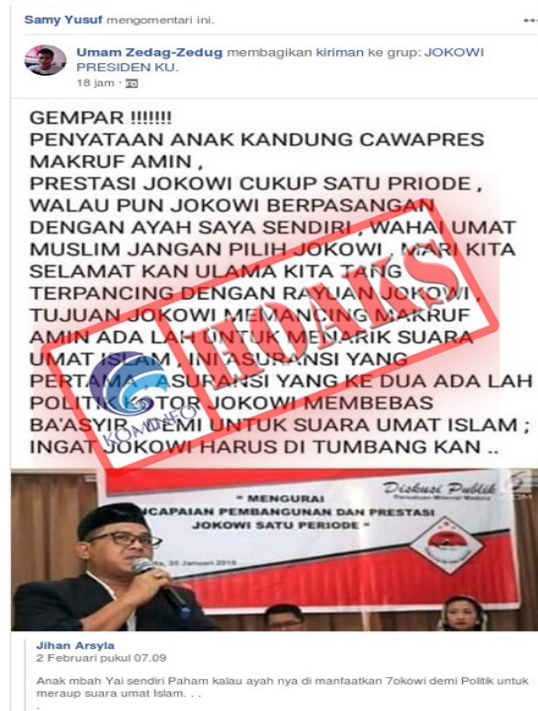 Samy Yusuf mengomentari ini.
Umam Zedag-Zedug membagikan kiriman ke grup: JOKOWI
PRESIDEN KU.
18 jam ·
GEMPAR !!!!!!!
PENYATAAN ANAK KANDUNG CAWAPRES
MAKRUF AMIN ,
PRESTASI JOKOWI CUKUP SATU PRIODE ,
WALAU PUN JOKOWI BERPASANGAN
DENGAN AYAH SAYA SENDIRI , WAHAI UMAT
MUSLIM JANGAN PILIH JOKOWI , MARI KITA
SELAMAT KAN ULAMA KITA TANG
TERPANCING DENGAN RAYUAN JOKOWI ,
TUJUAN JOKOWI MEMANCING MAKRUF
AMIN ADA LAH UNTUK MENARIK SUARA
UMAT ISLAM , INI ASURANSI YANG
PERTAMA , ASURANSI YANG KE DUA ADA LAH
POLITIK KOTOR JOKOWI MEMBEBAS
BA'ASYIR , DEMI UNTUK SUARA UMAT ISLAM ;
INGAT JOKOWI HARUS DI TUMBANG KAN ..
HOAKS
KOMINFO
Diskusi Publik
" MENGURAI
NCAPAIAN PEMBANGUNAN DAN PRESTASI
JOKOWI SATU PERIODE "
30 Januari 2019
Jihan Arsyla
2 Februari pukul 07.09
Anak mbah Yai sendiri Paham kalau ayah nya di manfaatkan 7okowi demi Politik untuk
meraup suara umat Islam. . .
.